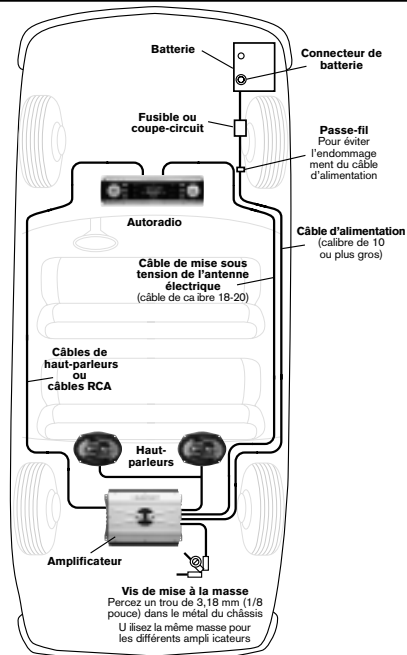 Batterie
Connecteur de
batterie
Fusible ou
coupe-circuit
Passe-fil
Pour éviter
l'endommage
ment du câble
d'alimentation
Autoradio
Câble d'alimentation
(calibre de 10
ou plus gros)
Câble de mise sous
tension de l'antenne
électrique
(câble de ca ibre 18-20)
Câbles de
haut-parleurs
ou
câbles RCA
Haut-
parleurs
Amplificateur
Vis de mise à la masse
Percez un trou de 3,18 mm (1/8
pouce) dans le métal du châssis
U ilisez la même masse pour
les différents ampli icateurs